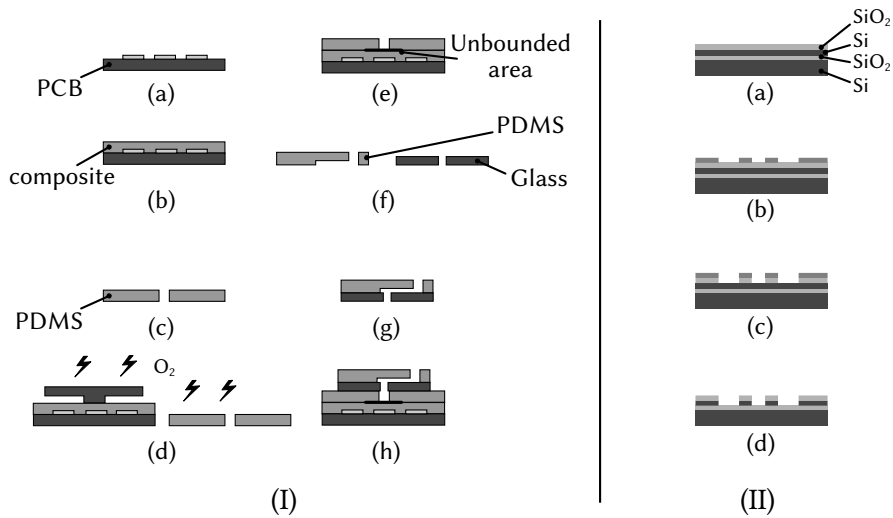 PCB
(a)
Unbounded
area
(e)
composite
(b)
PDMS
Glass
(f)
PDMS
(c)
(g)
O₂
(d)
(h)
(I)
SiO₂
Si
SiO₂
Si
(a)
(b)
(c)
(d)
(II)